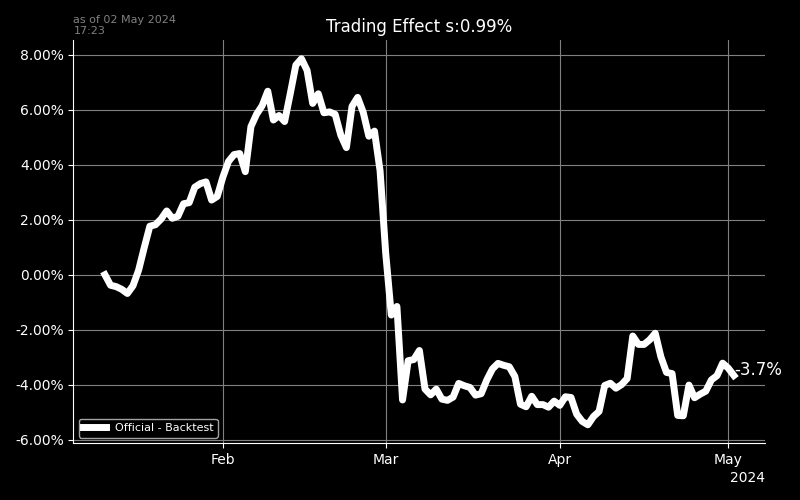 as of 02 May 2024
17:23
Trading Effect s:0.99%
8.00%
6.00%
4.00%
2.00%
0.00%
-2.00%
-4.00%
-6.00%
-3.7%
Official - Backtest
Feb
Mar
Apr
May
2024